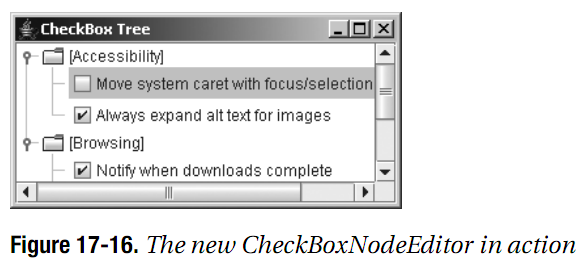 CheckBox Tree
[Accessibility]
Move system caret with focus/selection
Always expand alt text for images
[Browsing]
Notify when downloads complete
Figure 17-16. The new CheckBoxNodeEditor in action